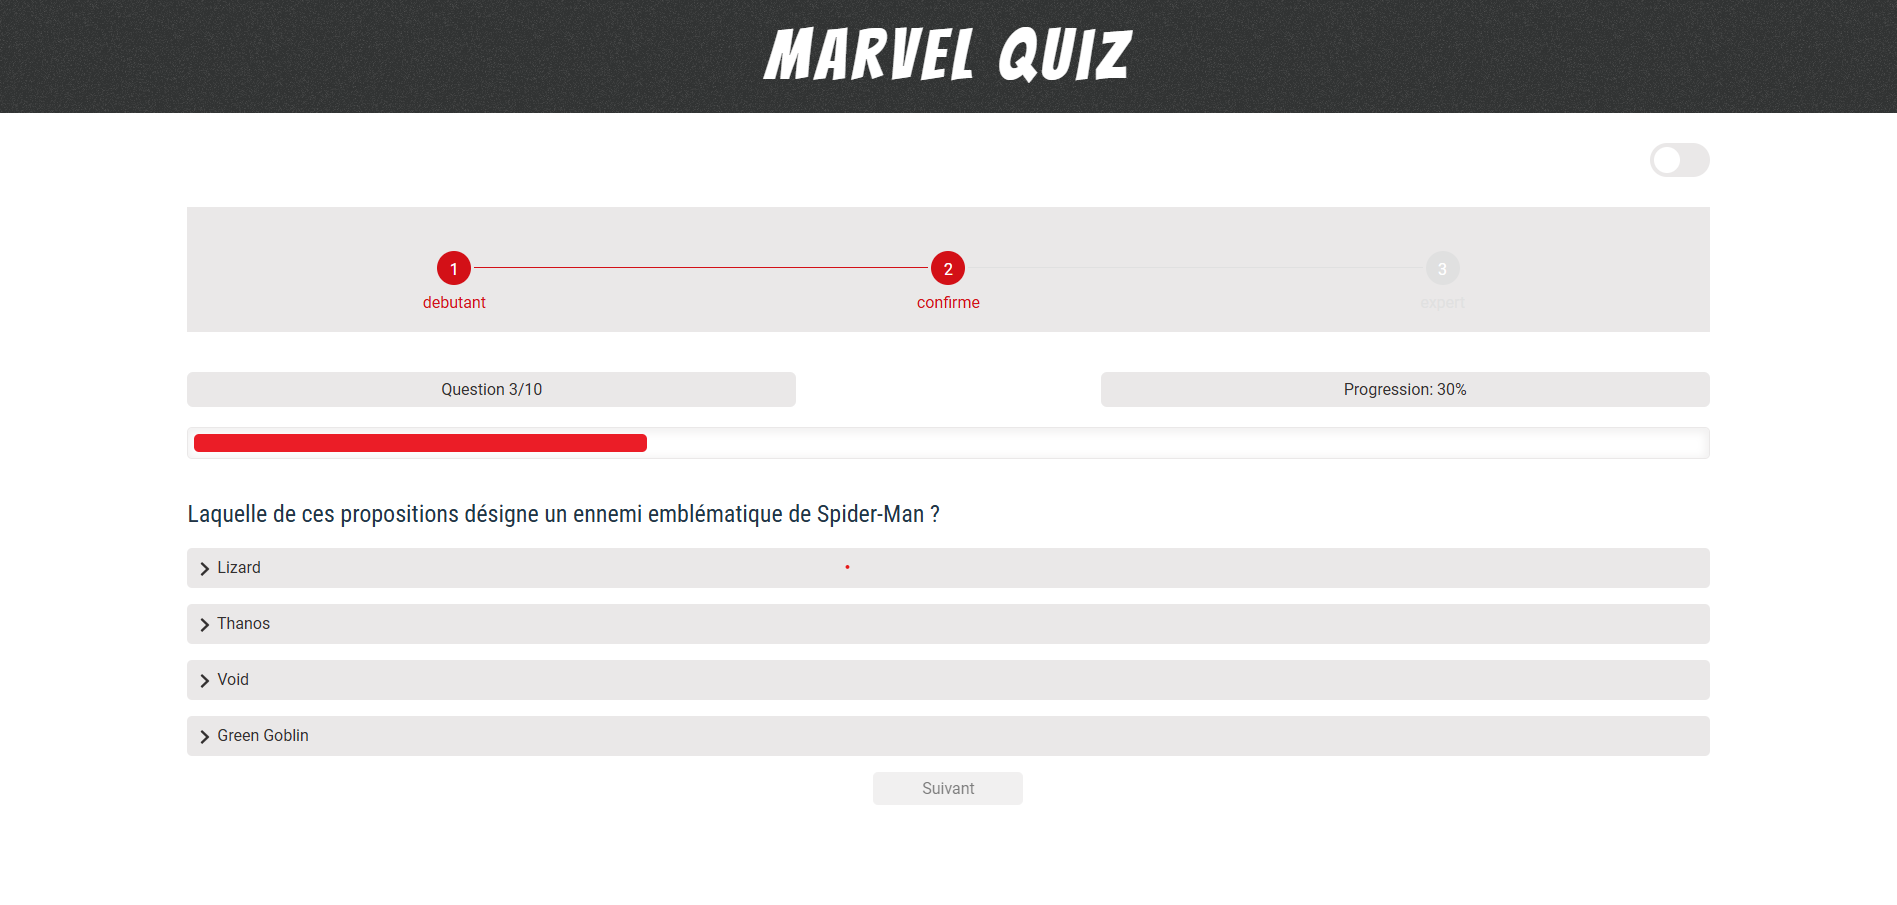 MARVEL QUIZ
1
2
3
debutant
confirme
expert
Question 3/10
Progression: 30%
Laquelle de ces propositions désigne un ennemi emblématique de Spider-Man ?
Lizard
Thanos
Void
Green Goblin
Suivant